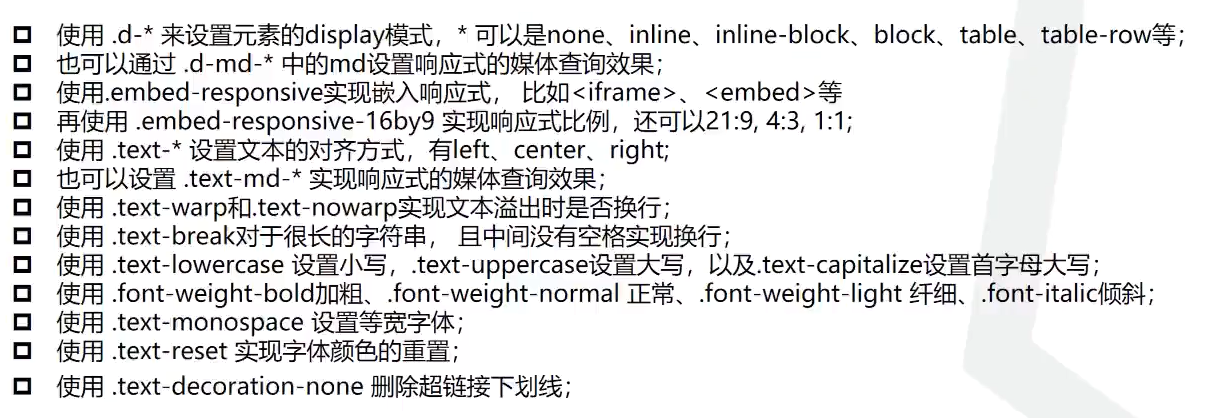 使用 .d-* 来设置元素的display模式，* 可以是none、inline、inline-block、block、table、table-row等；
也可以通过 .d-md-* 中的md设置响应式的媒体查询效果；
使用.embed-responsive实现嵌入响应式， 比如<iframe>、<embed>等
再使用 .embed-responsive-16by9 实现响应式比例，还可以21:9, 4:3, 1:1;
使用 .text-* 设置文本的对齐方式，有left、center、right;
也可以设置 .text-md-* 实现响应式的媒体查询效果；
使用 .text-warp和.text-nowarp实现文本溢出时是否换行；
使用 .text-break对于很长的字符串， 且中间没有空格实现换行；
使用 .text-lowercase 设置小写，.text-uppercase设置大写，以及.text-capitalize设置首字母大写；
使用 .font-weight-bold加粗、.font-weight-normal 正常、.font-weight-light 纤细、.font-italic倾斜；
使用 .text-monospace 设置等宽字体；
使用 .text-reset 实现字体颜色的重置；
使用 .text-decoration-none 删除超链接下划线；